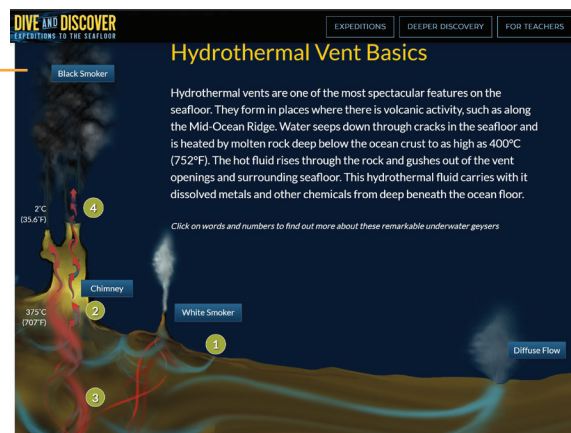 DIVE AND DISCOVER
EXPEDITIONS TO THE SEAFLOOR
EXPEDITIONS
DEEPER DISCOVERY
FOR TEACHERS
Hydrothermal Vent Basics
Black Smoker
Hydrothermal vents are one of the most spectacular features on the
seafloor. They form in places where there is volcanic activity, such as along
the Mid-Ocean Ridge. Water seeps down through cracks in the seafloor and
is heated by molten rock deep below the ocean crust to as high as 400°C
(752°F). The hot fluid rises through the rock and gushes out of the vent
openings and surrounding seafloor. This hydrothermal fluid carries with it
dissolved metals and other chemicals from deep beneath the ocean floor.
Click on words and numbers to find out more about these remarkable underwater geysers
2°C
(35.6°F)
4
Chimney
375°C
(707°F)
2
White Smoker
1
Diffuse Flow
3